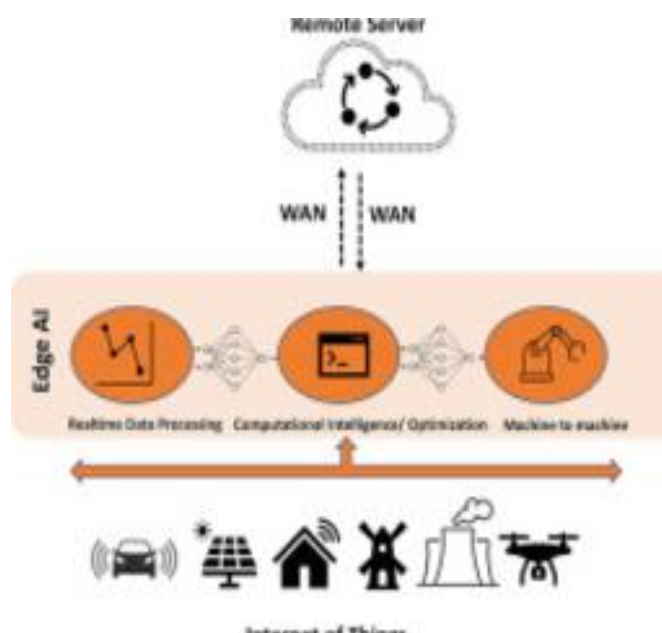 Remote Server
WAN WAN
Edge AI
Realtime Data Processing Computational Intelligence/ Optimization Machine to machine
Internet of Things